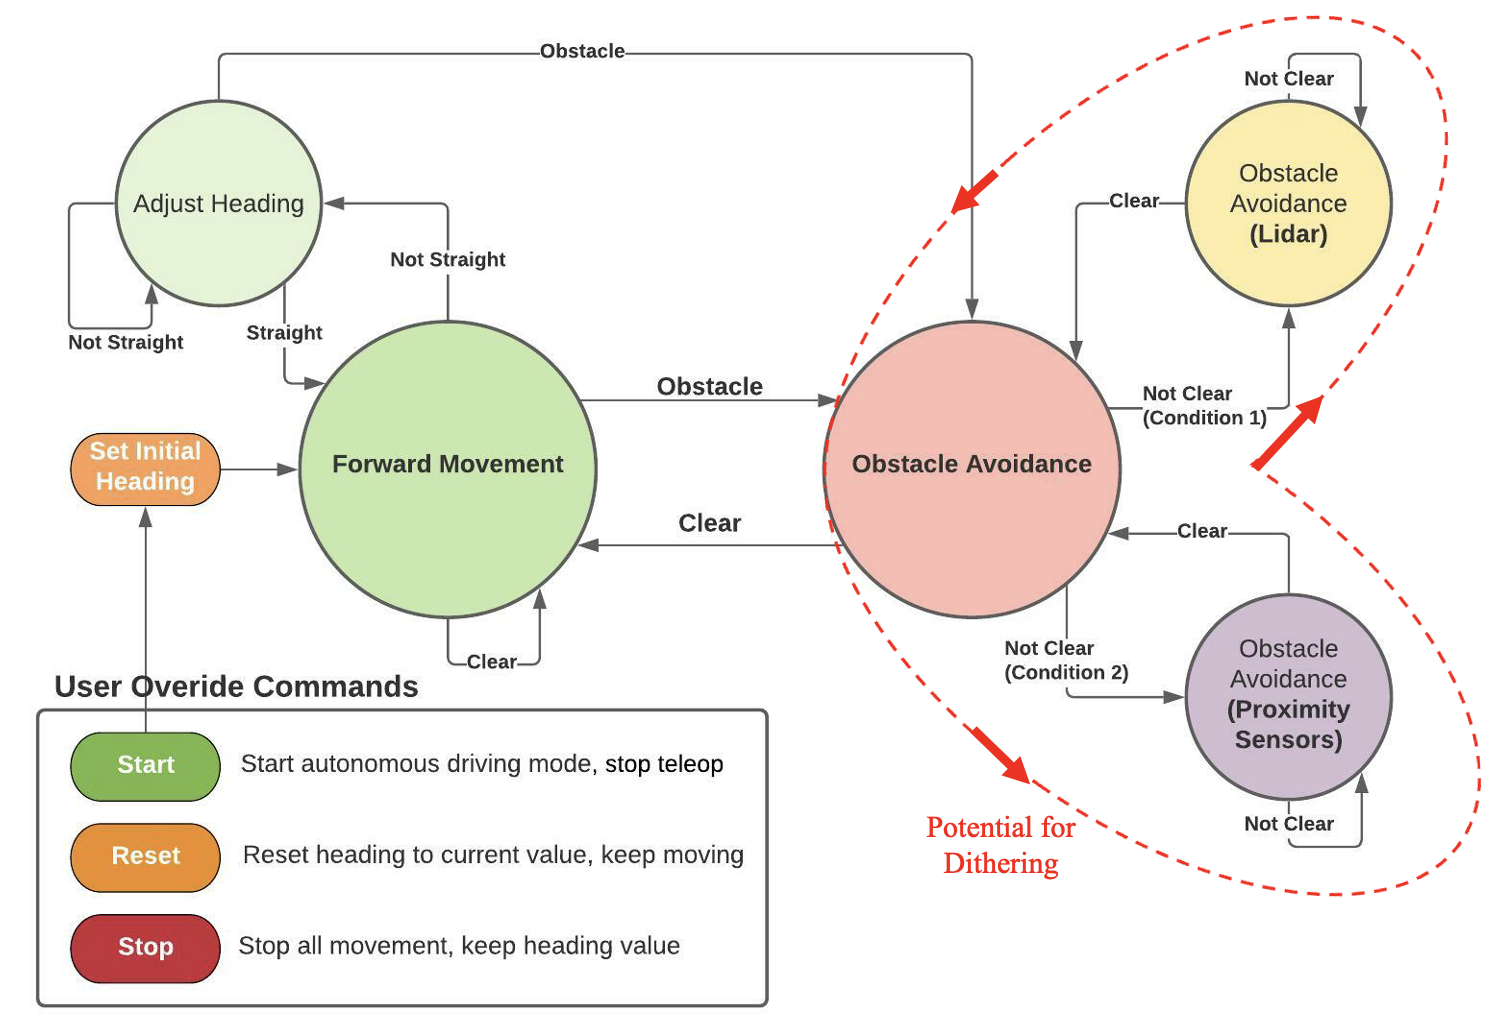 Obstacle
Not Clear
Adjust Heading
Obstacle
Avoidance
(Lidar)
Clear
Not Straight
Straight
Not Straight
Obstacle
Not Clear
(Condition 1)
Set Initial
Heading
Forward Movement
Obstacle Avoidance
Clear
Clear
Not Clear
(Condition 2)
Obstacle
Avoidance
(Proximity
Sensors)
Clear
Not Clear
Potential for
Dithering
User Overide Commands
Start
Start autonomous driving mode, stop teleop
Reset
Reset heading to current value, keep moving
Stop
Stop all movement, keep heading value